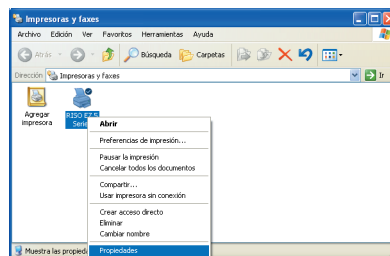 Impresoras y faxes
Archivo Edición Ver Favoritos Herramientas Ayuda
Atrás Búsqueda Carpetas
Dirección Impresoras y faxes Ir
Agregar impresora
RISO EZ5 Serie
Abrir
Preferencias de impresión...
Pausar la impresión
Cancelar todos los documentos
Compartir...
Usar impresora sin conexión
Crear acceso directo
Eliminar
Cambiar nombre
Propiedades
Muestra las propied